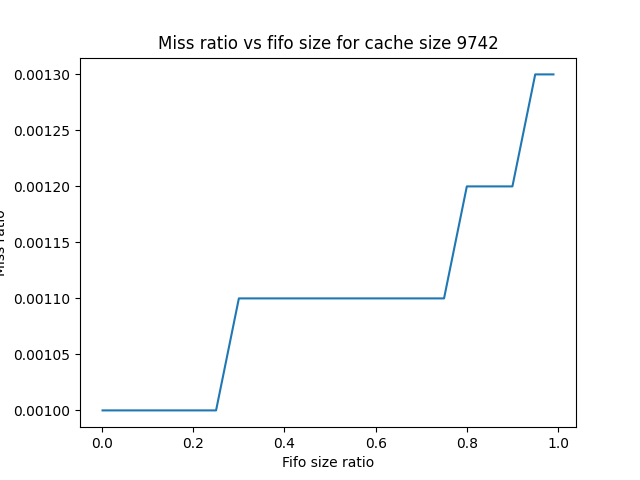 Miss ratio vs fifo size for cache size 9742
0.00130
0.00125
0.00120
0.00115
0.00110
0.00105
0.00100
Miss ratio
0.0 0.2 0.4 0.6 0.8 1.0
Fifo size ratio